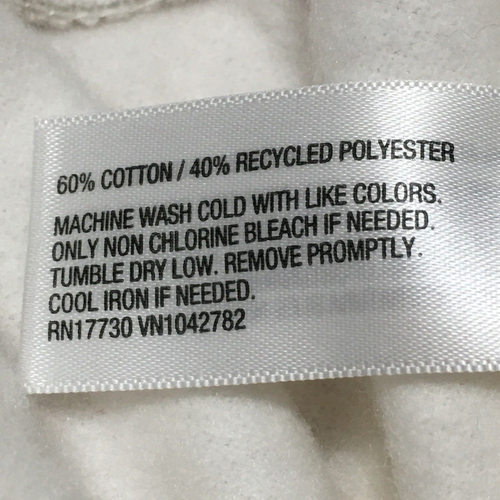 60% COTTON / 40% RECYCLED POLYESTER
MACHINE WASH COLD WITH LIKE COLORS.
ONLY NON CHLORINE BLEACH IF NEEDED.
TUMBLE DRY LOW. REMOVE PROMPTLY.
COOL IRON IF NEEDED.
RN17730 VN1042782